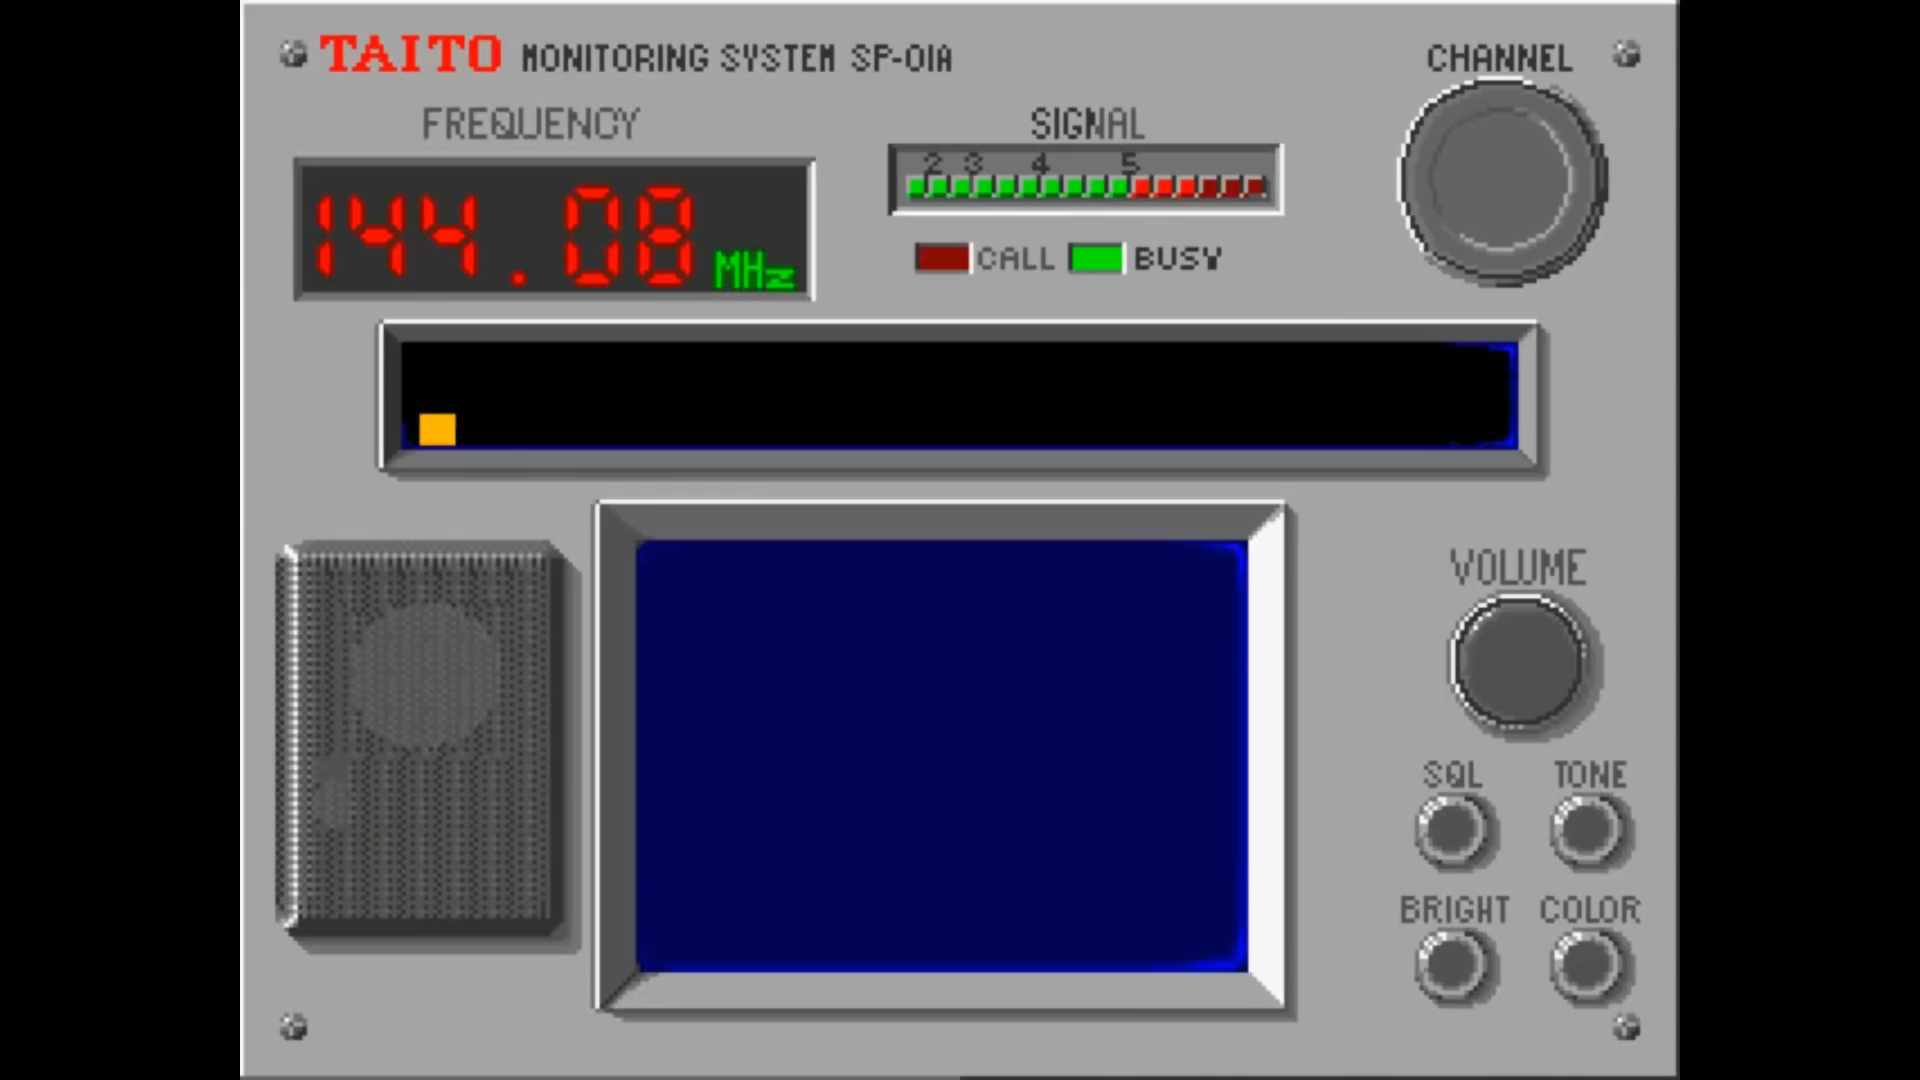 TAITO MONITORING SYSTEM SP-01A
CHANNEL
FREQUENCY
SIGNAL
2 3 4 5
144.08 MHz
CALL BUSY
VOLUME
SQL TONE
BRIGHT COLOR